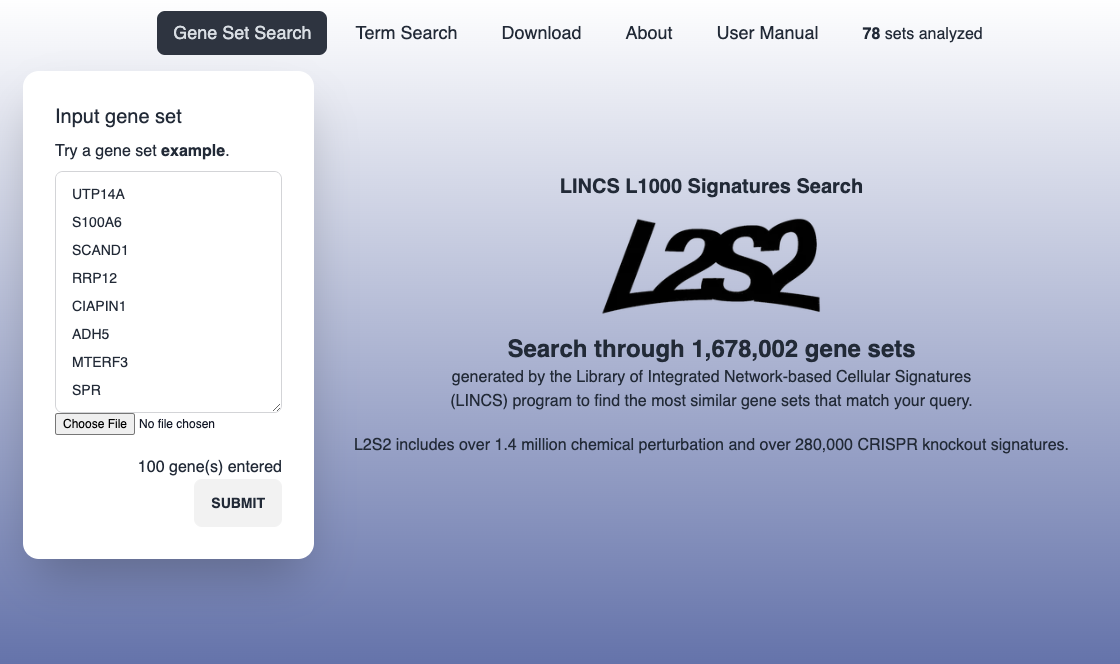 Gene Set Search Term Search Download About User Manual 78 sets analyzed
Input gene set
Try a gene set example.
UTP14A
S100A6
SCAND1
RRP12
CIAPIN1
ADH5
MTERF3
SPR
Choose File No file chosen
100 gene(s) entered
SUBMIT
LINCS L1000 Signatures Search
L2S2
Search through 1,678,002 gene sets
generated by the Library of Integrated Network-based Cellular Signatures
(LINCS) program to find the most similar gene sets that match your query.
L2S2 includes over 1.4 million chemical perturbation and over 280,000 CRISPR knockout signatures.